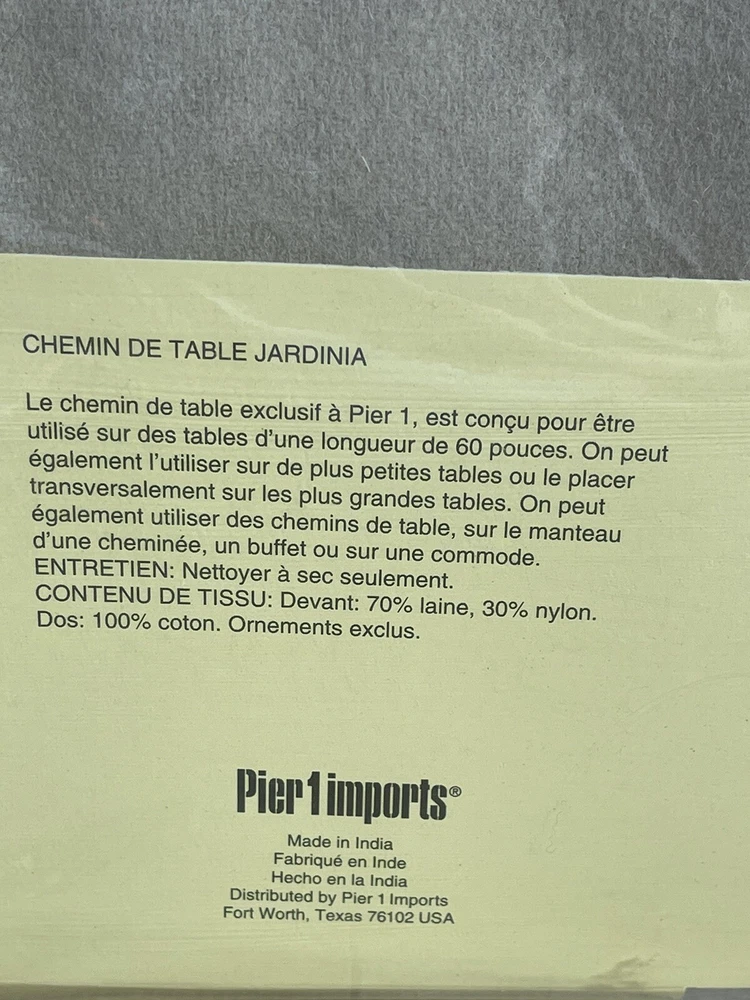 CHEMIN DE TABLE JARDINIA
Le chemin de table exclusif à Pier 1, est conçu pour être
utilisé sur des tables d'une longueur de 60 pouces. On peut
également l'utiliser sur de plus petites tables ou le placer
transversalement sur les plus grandes tables. On peut
également utiliser des chemins de table, sur le manteau
d'une cheminée, un buffet ou sur une commode.
ENTRETIEN: Nettoyer à sec seulement.
CONTENU DE TISSU: Devant: 70% laine, 30% nylon.
Dos: 100% coton. Ornements exclus.
Pier 1 imports®
Made in India
Fabriqué en Inde
Hecho en la India
Distributed by Pier 1 Imports
Fort Worth, Texas 76102 USA